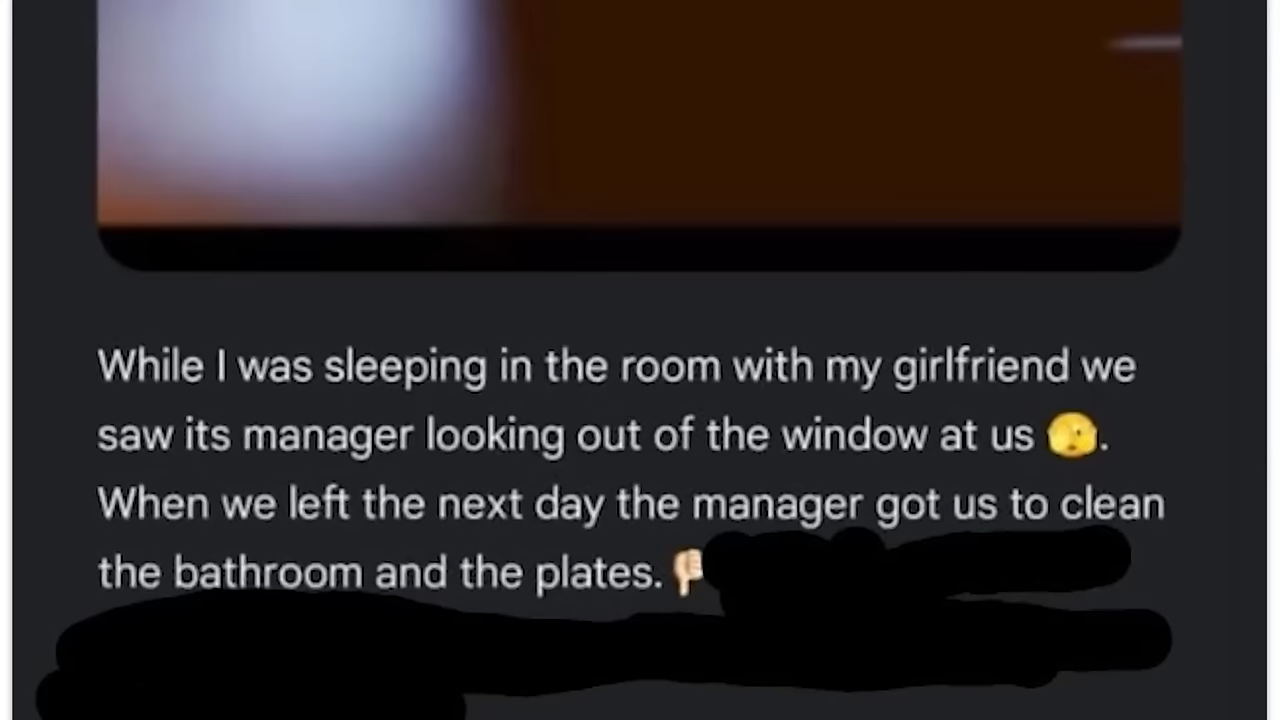 While I was sleeping in the room with my girlfriend we
saw its manager looking out of the window at us 🫣.
When we left the next day the manager got us to clean
the bathroom and the plates. 👎🏻